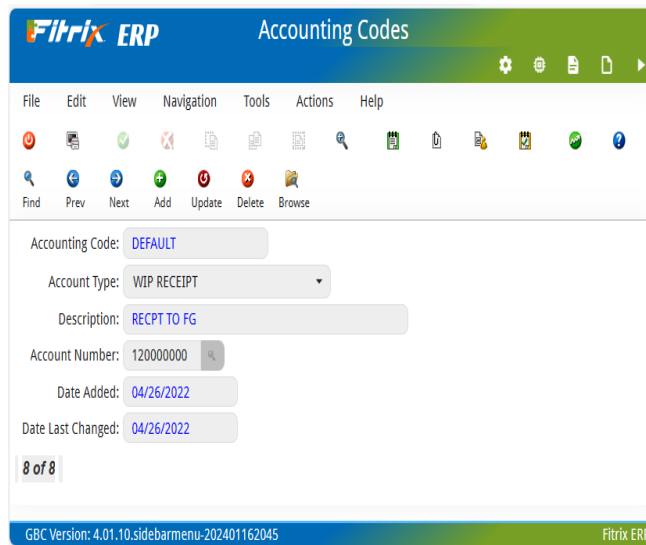 Fitrix ERP Accounting Codes
File Edit View Navigation Tools Actions Help
Find Prev Next Add Update Delete Browse
Accounting Code: DEFAULT
Account Type: WIP RECEIPT
Description: RECPT TO FG
Account Number: 120000000
Date Added: 04/26/2022
Date Last Changed: 04/26/2022
8 of 8
GBC Version: 4.01.10.sidebarmenu-202401162045 Fitrix ERP